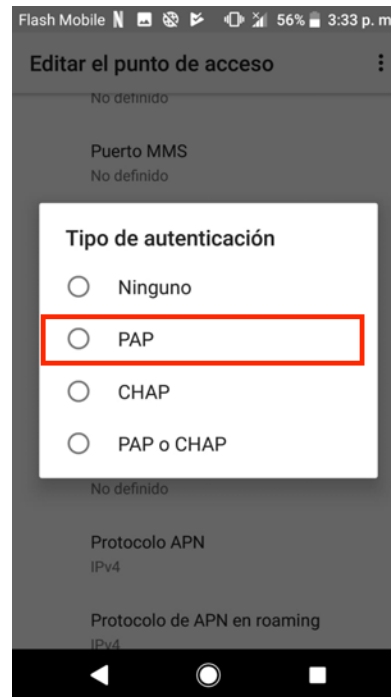 Flash Mobile N 56% 3:33 p. m
Editar el punto de acceso
No definido
Puerto MMS
No definido
Tipo de autenticación
Ninguno
PAP
CHAP
PAP o CHAP
No definido
Protocolo APN
IPv4
Protocolo de APN en roaming
IPv4